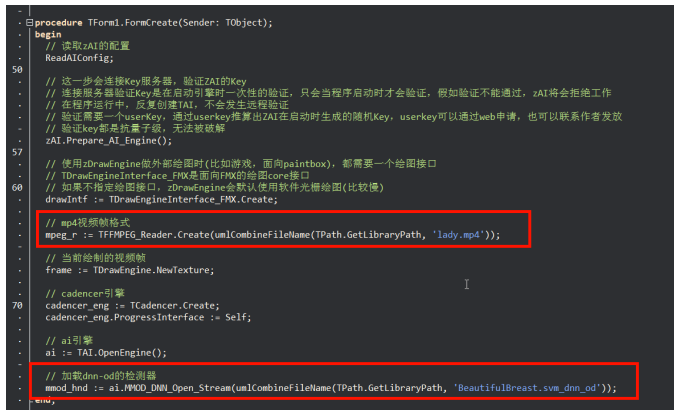 procedure TForm1.FormCreate(Sender: TObject);
begin
// 读取zAI的配置
ReadAIConfig;
50
// 这一步会连接Key服务器，验证ZAI的Key
// 连接服务器验证Key是在启动引擎时一次性的验证，只会当程序启动时才会验证，假如验证不能通过，zAI将会拒绝工作
// 在程序运行中，反复创建TAI，不会发生远程验证
// 验证需要一个userKey，通过userkey推算出ZAI在启动时生成的随机Key，userkey可以通过web申请，也可以联系作者发放
// 验证key都是抗量子级，无法被破解
zAI.Prepare_AI_Engine();
57
// 使用zDrawEngine做外部绘图时(比如游戏，面向paintbox)，都需要一个绘图接口
// TDrawEngineInterface_FMX是面向FMX的绘图core接口
60 // 如果不指定绘图接口，zDrawEngine会默认使用软件光栅绘图(比较慢)
drawIntf := TDrawEngineInterface_FMX.Create;
// mp4视频帧格式
mpeg_r := TFFMPEG_Reader.Create(umlCombineFileName(TPath.GetLibraryPath, 'lady.mp4'));
// 当前绘制的视频帧
frame := TDrawEngine.NewTexture;
// cadencer引擎
70 cadencer_eng := TCadencer.Create;
cadencer_eng.ProgressInterface := Self;
// ai引擎
ai := TAI.OpenEngine();
// 加载dnn-od的检测器
mmod_hnd := ai.MMOD_DNN_Open_Stream(umlCombineFileName(TPath.GetLibraryPath, 'BeautifulBreast.svm_dnn_od'));
end;